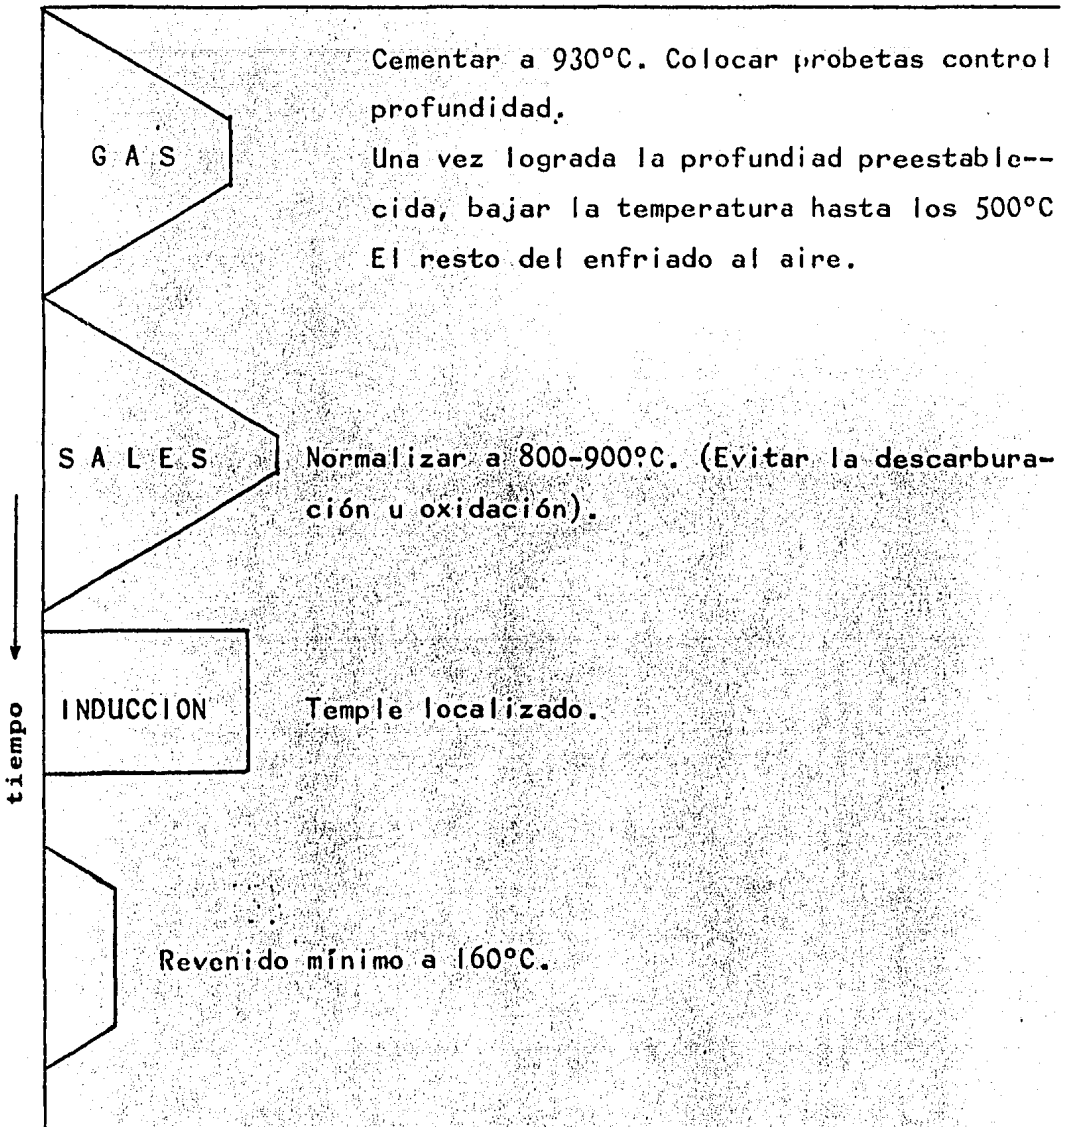 Cementar a 930°C. Colocar probetas control
profundidad.
G A S
Una vez lograda la profundiad preestable--
cida, bajar la temperatura hasta los 500°C
El resto del enfriado al aire.
S A L E S
Normalizar a 800-900°C. (Evitar la descarbura-
ción u oxidación).
INDUCCION
Temple localizado.
tiempo
Revenido mínimo a 160°C.